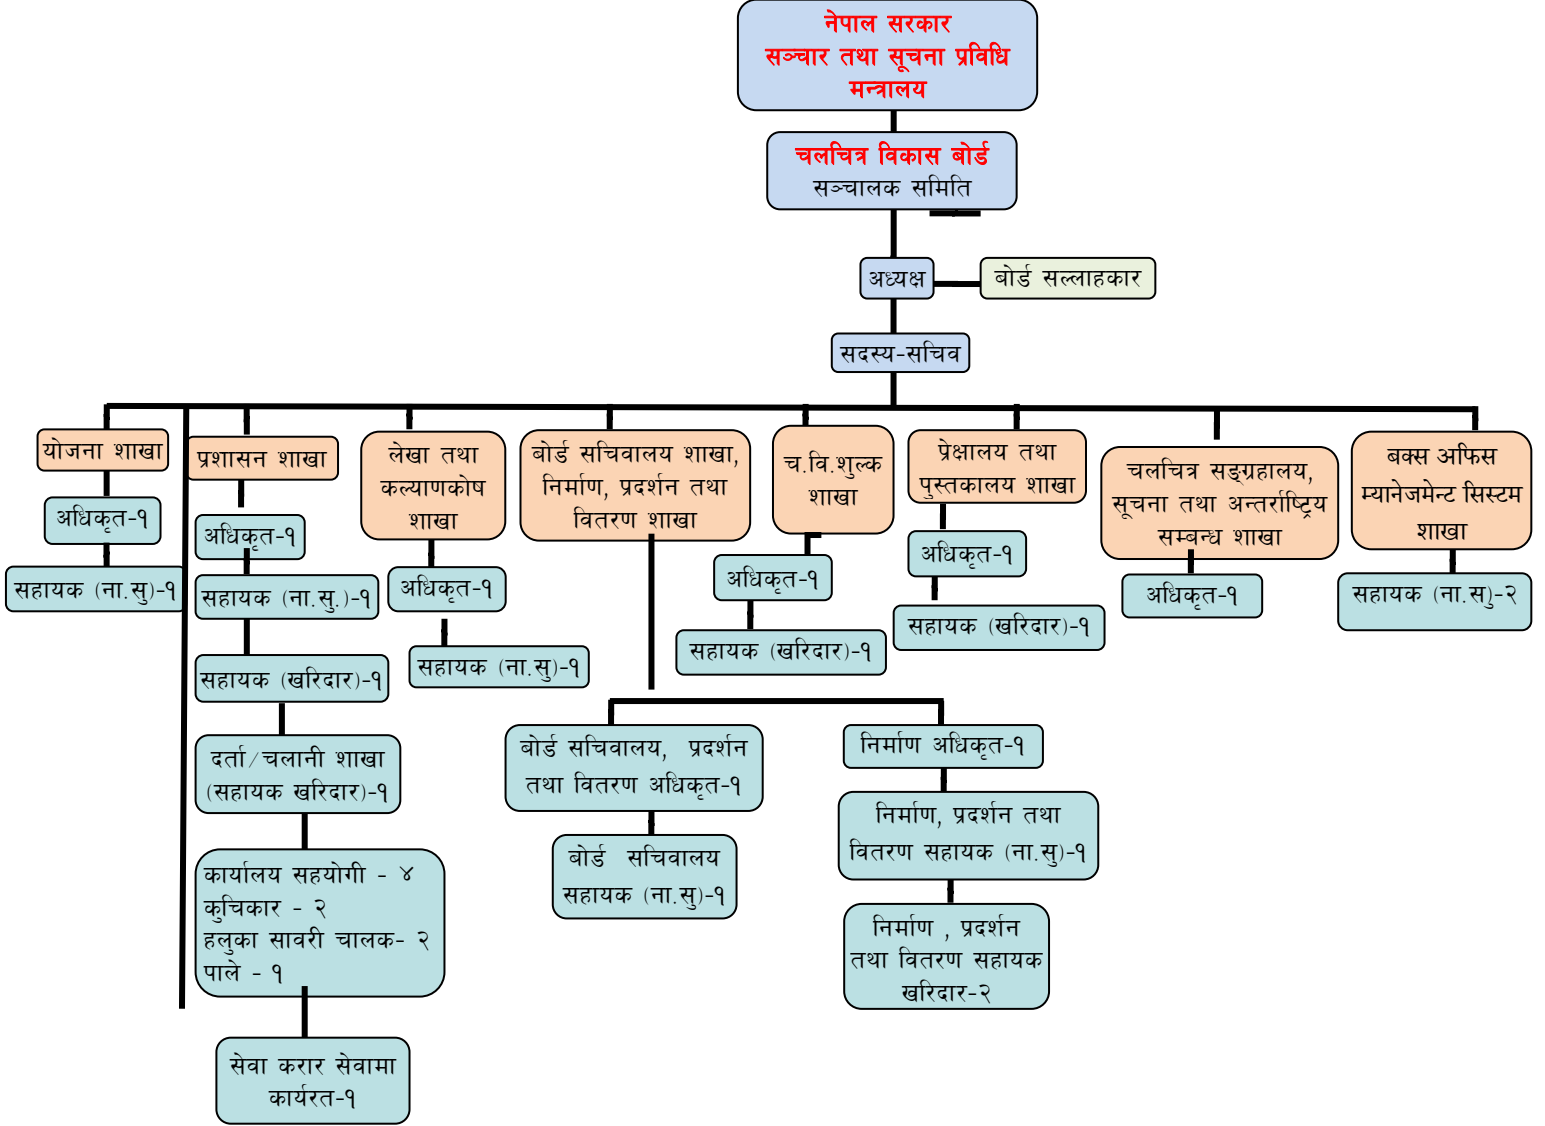 नेपाल सरकार
सञ्चार तथा सूचना प्रविधि
मन्त्रालय
चलचित्र विकास बोर्ड
सञ्चालक समिति
अध्यक्ष
बोर्ड सल्लाहकार
सदस्य-सचिव
योजना शाखा
अधिकृत-१
सहायक (ना.सु)-१
प्रशासन शाखा
अधिकृत-१
सहायक (ना.सु.)-१
सहायक (खरिदार)-१
दर्ता/चलानी शाखा
(सहायक खरिदार)-१
कार्यालय सहयोगी - ४
कुचिकार - २
हलुका सावरी चालक- २
पाले - १
सेवा करार सेवामा
कार्यरत-१
लेखा तथा
कल्याणकोष
शाखा
अधिकृत-१
सहायक (ना.सु)-१
बोर्ड सचिवालय शाखा,
निर्माण, प्रदर्शन तथा
वितरण शाखा
बोर्ड सचिवालय, प्रदर्शन
तथा वितरण अधिकृत-१
बोर्ड सचिवालय
सहायक (ना.सु)-१
निर्माण अधिकृत-१
निर्माण, प्रदर्शन तथा
वितरण सहायक (ना.सु)-१
निर्माण , प्रदर्शन
तथा वितरण सहायक
खरिदार-२
च.वि.शुल्क
शाखा
अधिकृत-१
सहायक (खरिदार)-१
प्रेक्षालय तथा
पुस्तकालय शाखा
अधिकृत-१
सहायक (खरिदार)-१
चलचित्र सङ्ग्रहालय,
सूचना तथा अन्तर्राष्ट्रिय
सम्बन्ध शाखा
अधिकृत-१
बक्स अफिस
म्यानेजमेन्ट सिस्टम
शाखा
सहायक (ना.सु)-२